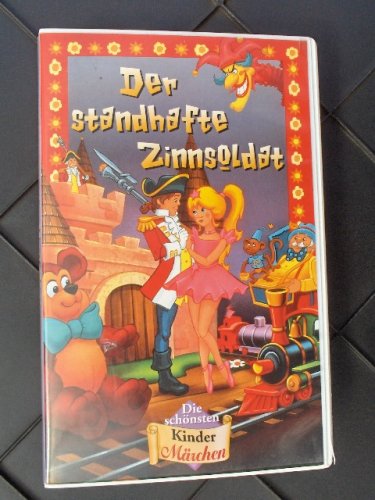 Der
standhafte
Zinnsoldat
Die
schönsten
Kinder
Märchen